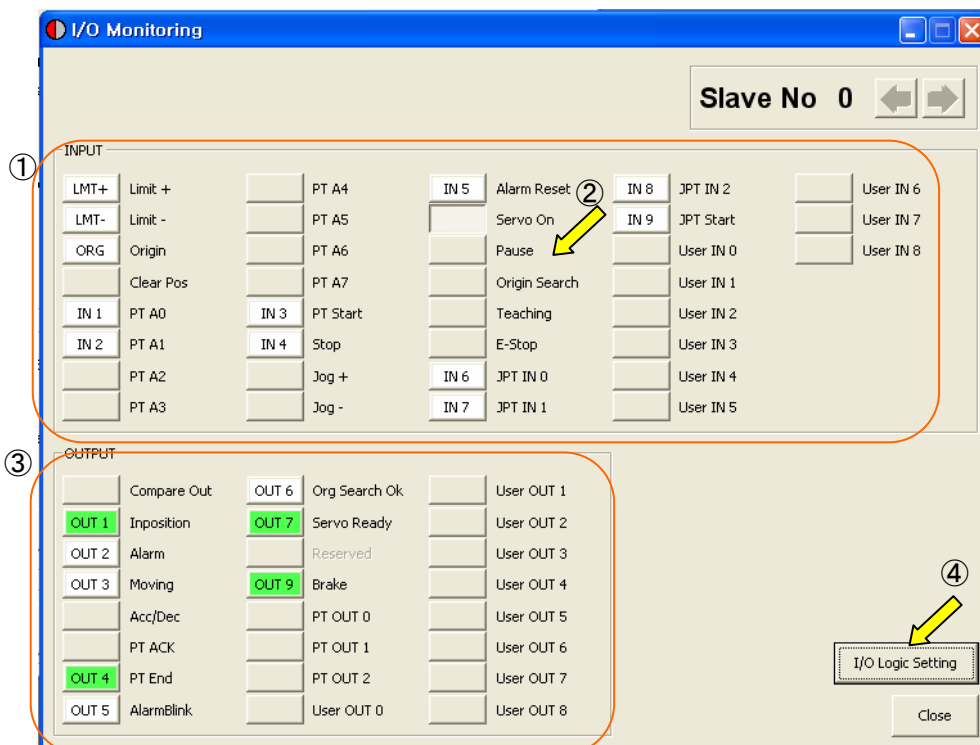 I/O Monitoring
Slave No 0
①
INPUT
LMT+ Limit + PT A4 IN 5 Alarm Reset ② IN 8 JPT IN 2 User IN 6
LMT- Limit - PT A5 Servo On IN 9 JPT Start User IN 7
ORG Origin PT A6 Pause User IN 0 User IN 8
Clear Pos PT A7 Origin Search User IN 1
IN 1 PT A0 IN 3 PT Start Teaching User IN 2
IN 2 PT A1 IN 4 Stop E-Stop User IN 3
PT A2 Jog + IN 6 JPT IN 0 User IN 4
PT A3 Jog - IN 7 JPT IN 1 User IN 5
③
OUTPUT
Compare Out OUT 6 Org Search Ok User OUT 1
OUT 1 Inposition OUT 7 Servo Ready User OUT 2
OUT 2 Alarm Reserved User OUT 3
OUT 3 Moving OUT 9 Brake User OUT 4
Acc/Dec PT OUT 0 User OUT 5
PT ACK PT OUT 1 User OUT 6
OUT 4 PT End PT OUT 2 User OUT 7
OUT 5 AlarmBlink User OUT 0 User OUT 8
④
I/O Logic Setting
Close